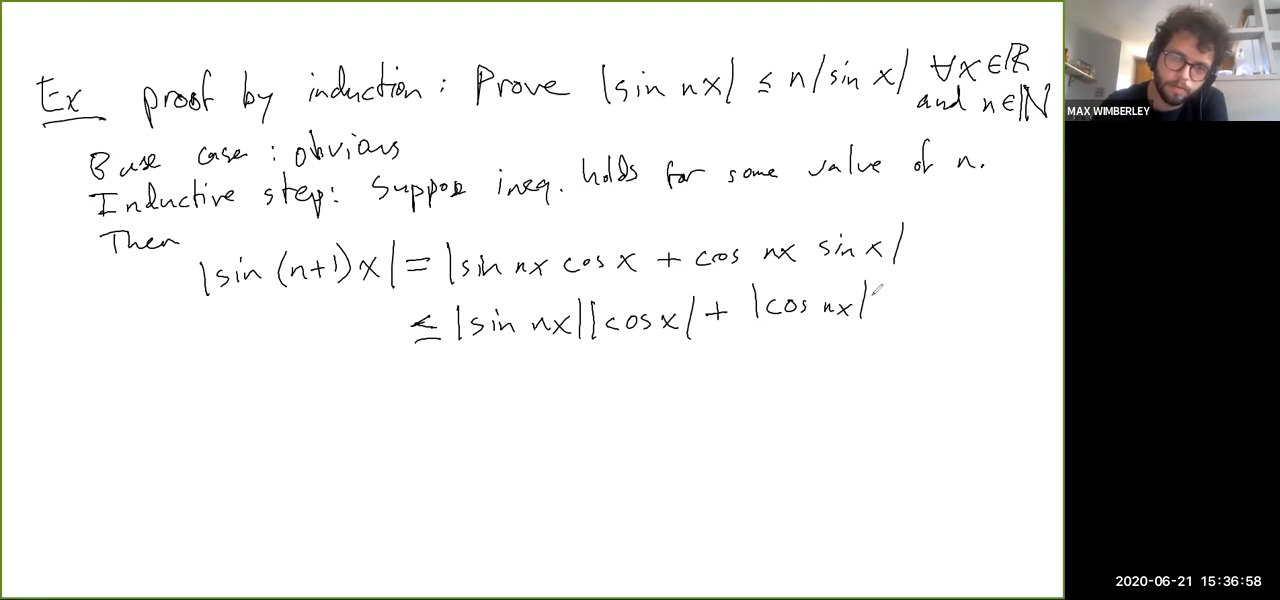 Ex proof by induction : Prove |sin nx| ≤ n|sin x| ∀x∈ℝ
and n∈ℕ
Base case : obvious
Inductive step: Suppose ineq. holds for some value of n.
Then
|sin (n+1)x| = |sin nx cos x + cos nx sin x|
≤ |sin nx||cos x| + |cos nx|
MAX WIMBERLEY
2020-06-21 15:36:58